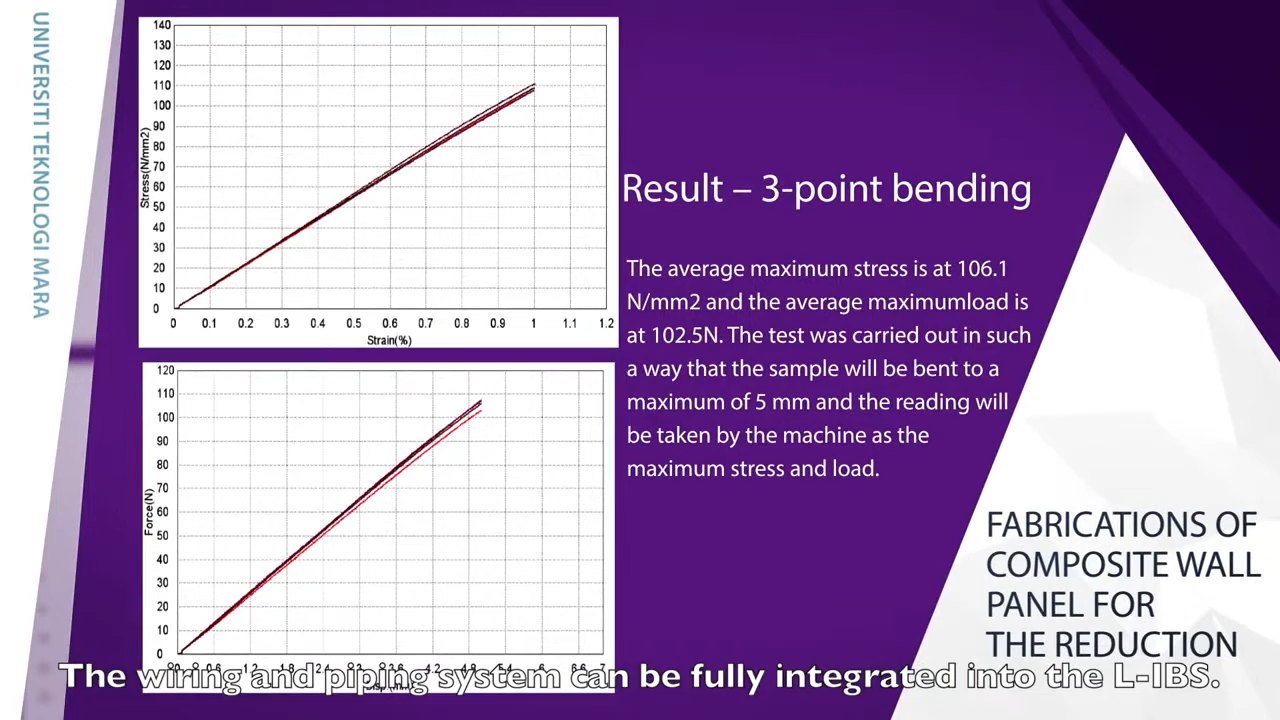 UNIVERSITI TEKNOLOGI MARA
140
130
120
110
100
90
80
70
60
50
40
30
20
10
0
Stress(N/mm2)
0 0.1 0.2 0.3 0.4 0.5 0.6 0.7 0.8 0.9 1 1.1 1.2
Strain(%)
120
110
100
90
80
70
60
50
40
30
20
10
0
Force(N)
Result – 3-point bending
The average maximum stress is at 106.1
N/mm2 and the average maximumload is
at 102.5N. The test was carried out in such
a way that the sample will be bent to a
maximum of 5 mm and the reading will
be taken by the machine as the
maximum stress and load.
FABRICATIONS OF
COMPOSITE WALL
PANEL FOR
THE REDUCTION
The wiring and piping system can be fully integrated into the L-IBS.